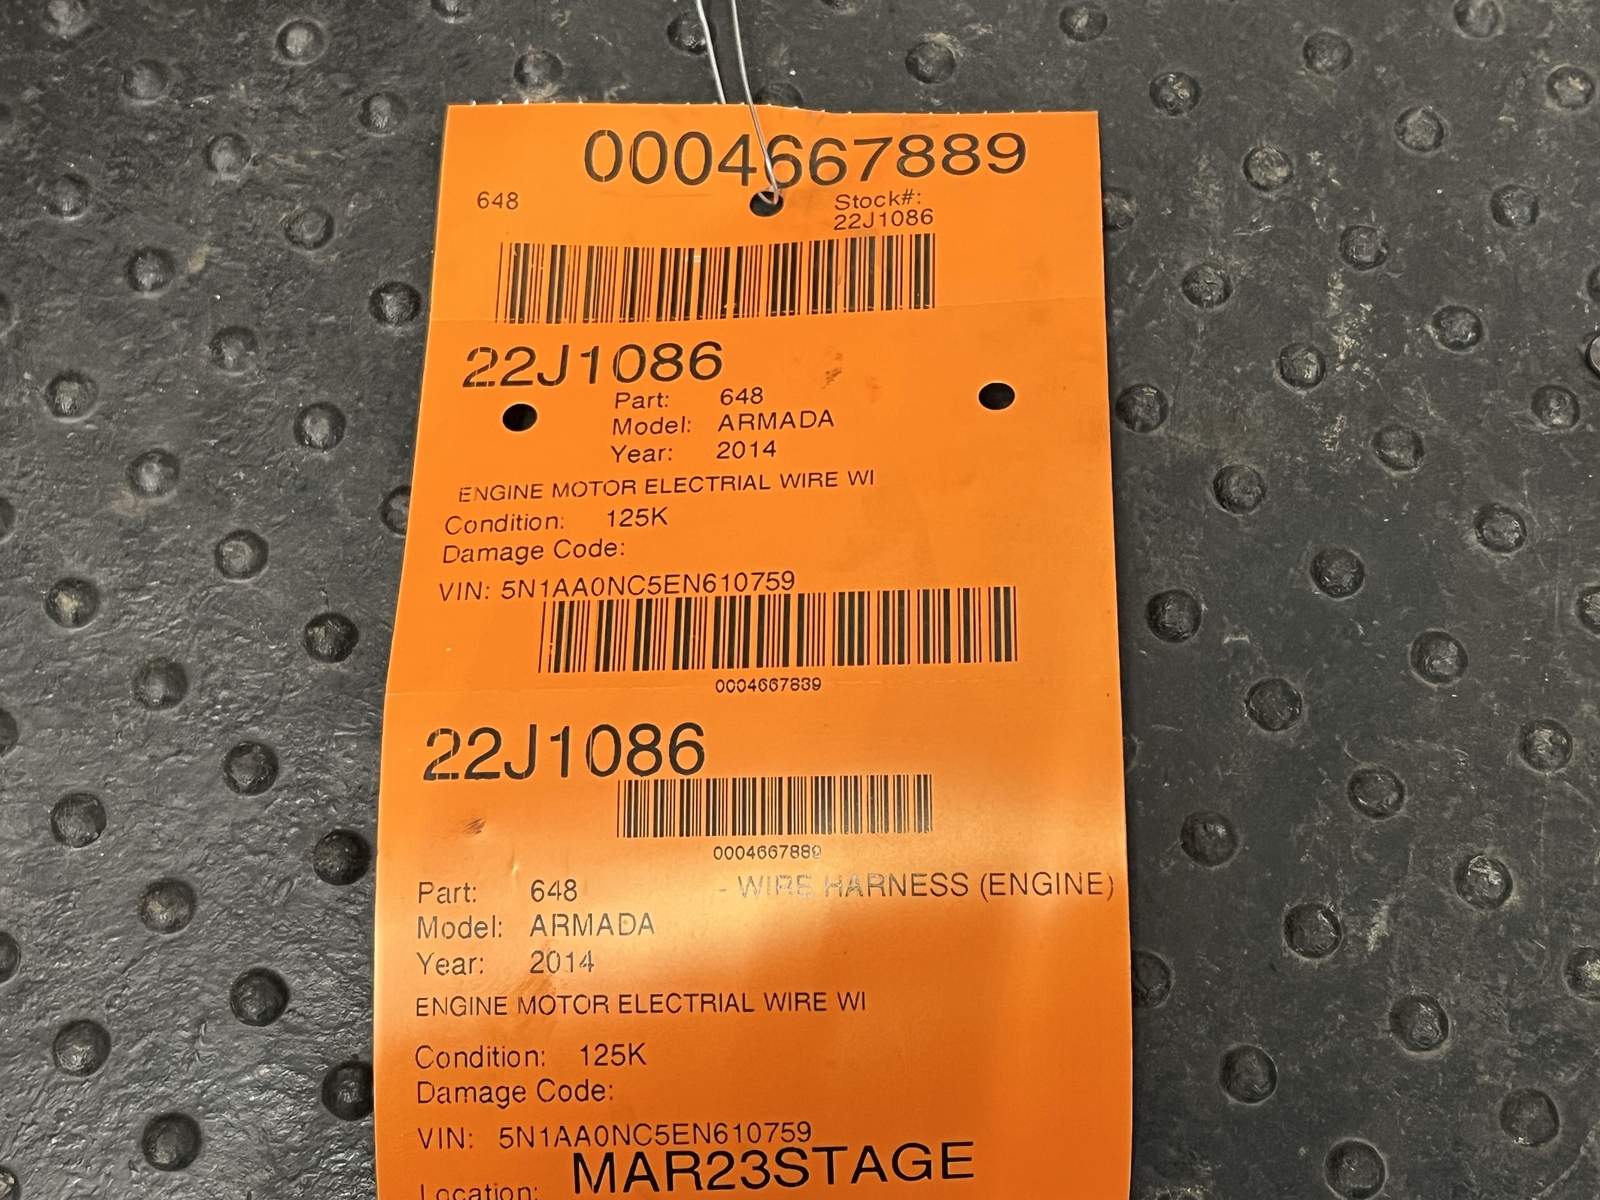 0004667889
648
Stock#:
22J1086
22J1086
Part: 648
Model: ARMADA
Year: 2014
ENGINE MOTOR ELECTRIAL WIRE WI
Condition: 125K
Damage Code:
VIN: 5N1AA0NC5EN610759
0004667889
22J1086
0004667889
Part: 648 - WIRE HARNESS (ENGINE)
Model: ARMADA
Year: 2014
ENGINE MOTOR ELECTRIAL WIRE WI
Condition: 125K
Damage Code:
VIN: 5N1AA0NC5EN610759
Location: MAR23STAGE